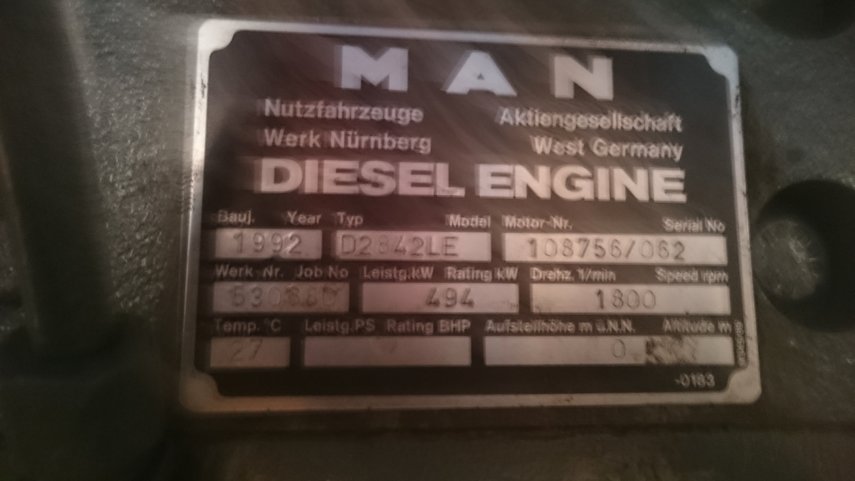 MAN
Nutzfahrzeuge Aktiengesellschaft
Werk Nürnberg West Germany
DIESEL ENGINE
Bauj. Year Typ Model Motor-Nr. Serial No
1992 D2842LE 108756/062
Werk-Nr. Job No Leistg.kW Rating kW Drehz. 1/min Speed rpm
494 1800
Temp. °C Leistg.PS Rating BHP Aufstellhöhe m ü.N.N. Altitude m
27 0
-0183